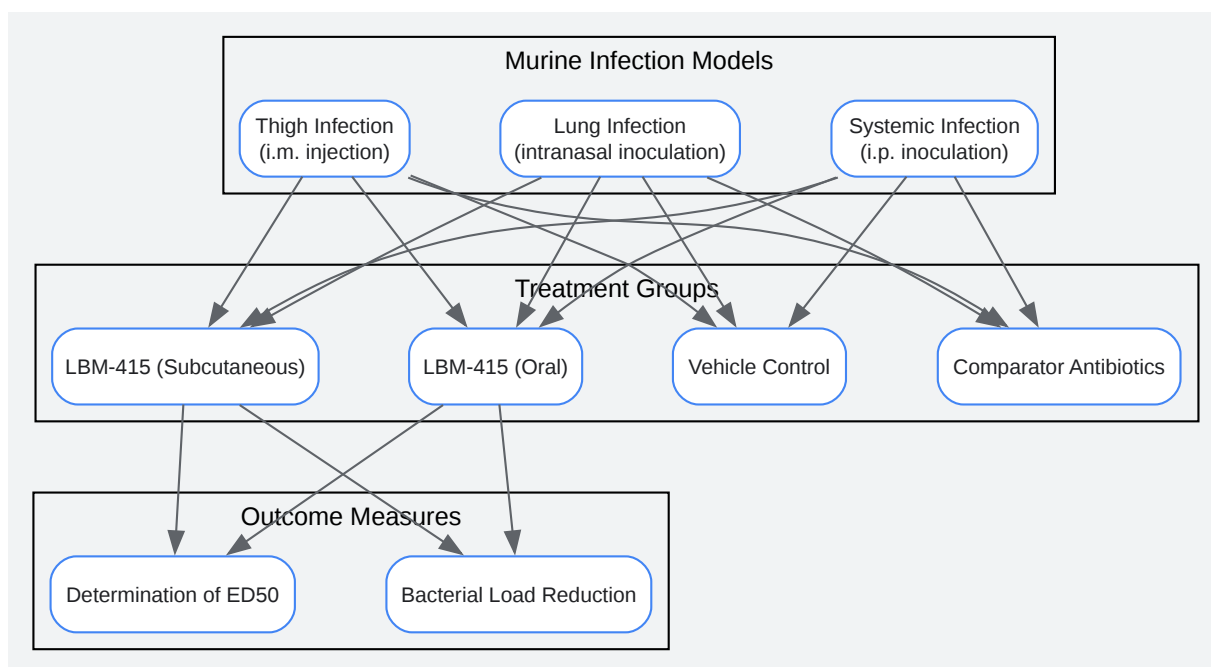 Murine Infection Models
Thigh Infection
(i.m. injection)
Lung Infection
(intranasal inoculation)
Systemic Infection
(i.p. inoculation)
Treatment Groups
LBM-415 (Subcutaneous)
LBM-415 (Oral)
Vehicle Control
Comparator Antibiotics
Outcome Measures
Determination of ED50
Bacterial Load Reduction